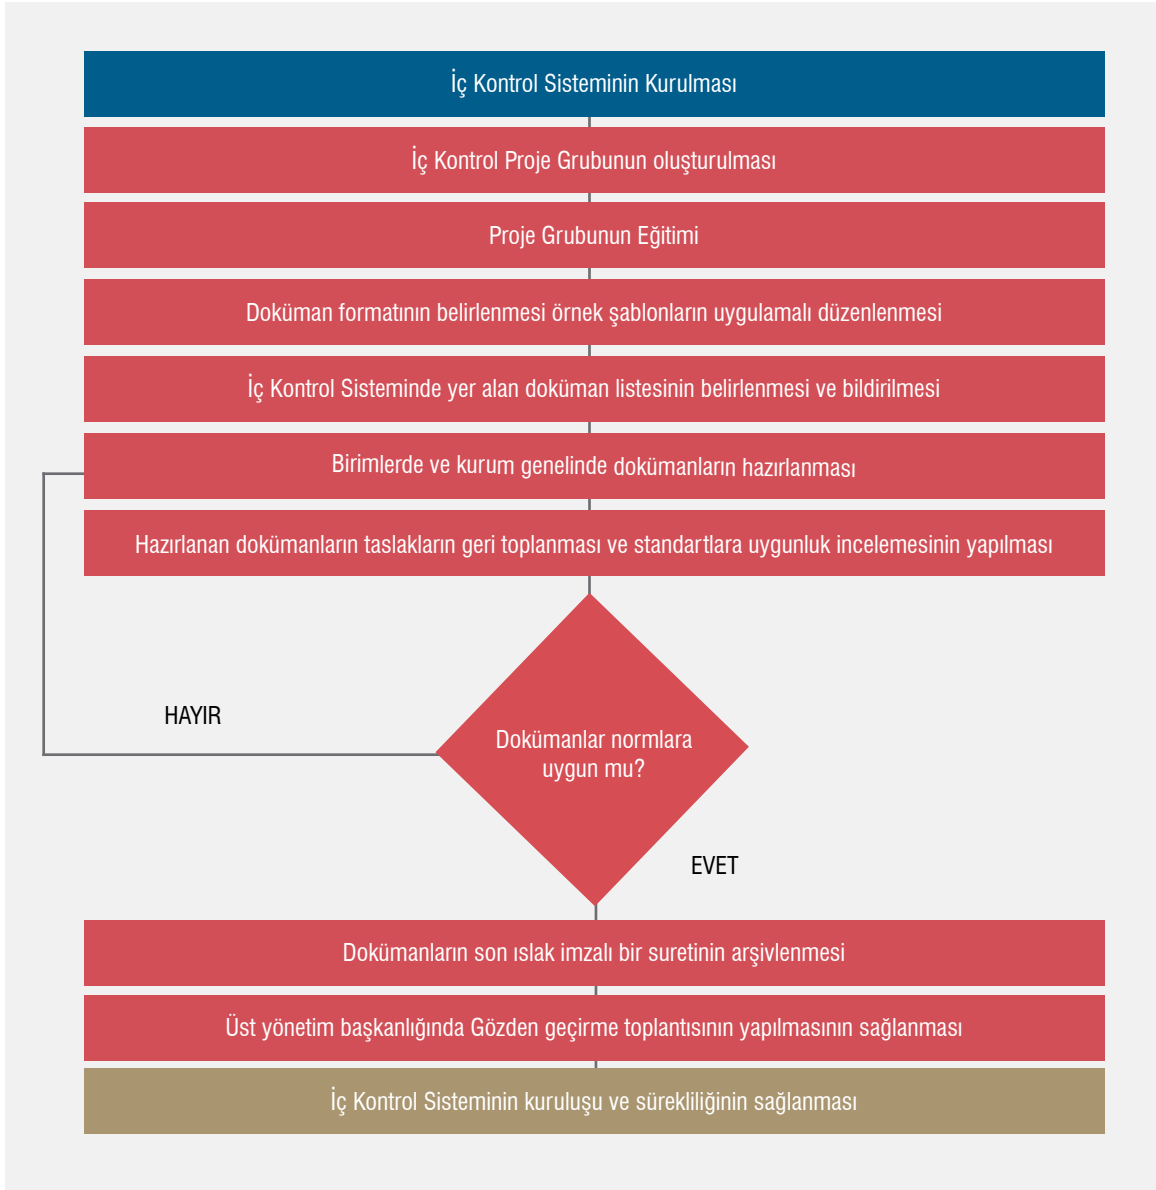 İç Kontrol Sisteminin Kurulması
İç Kontrol Proje Grubunun oluşturulması
Proje Grubunun Eğitimi
Doküman formatının belirlenmesi örnek şablonların uygulamalı düzenlenmesi
İç Kontrol Sisteminde yer alan doküman listesinin belirlenmesi ve bildirilmesi
Birimlerde ve kurum genelinde dokümanların hazırlanması
Hazırlanan dokümanların taslakların geri toplanması ve standartlara uygunluk incelemesinin yapılması
HAYIR
Dokümanlar normlara
uygun mu?
EVET
Dokümanların son ıslak imzalı bir suretinin arşivlenmesi
Üst yönetim başkanlığında Gözden geçirme toplantısının yapılmasının sağlanması
İç Kontrol Sisteminin kuruluşu ve sürekliliğinin sağlanması